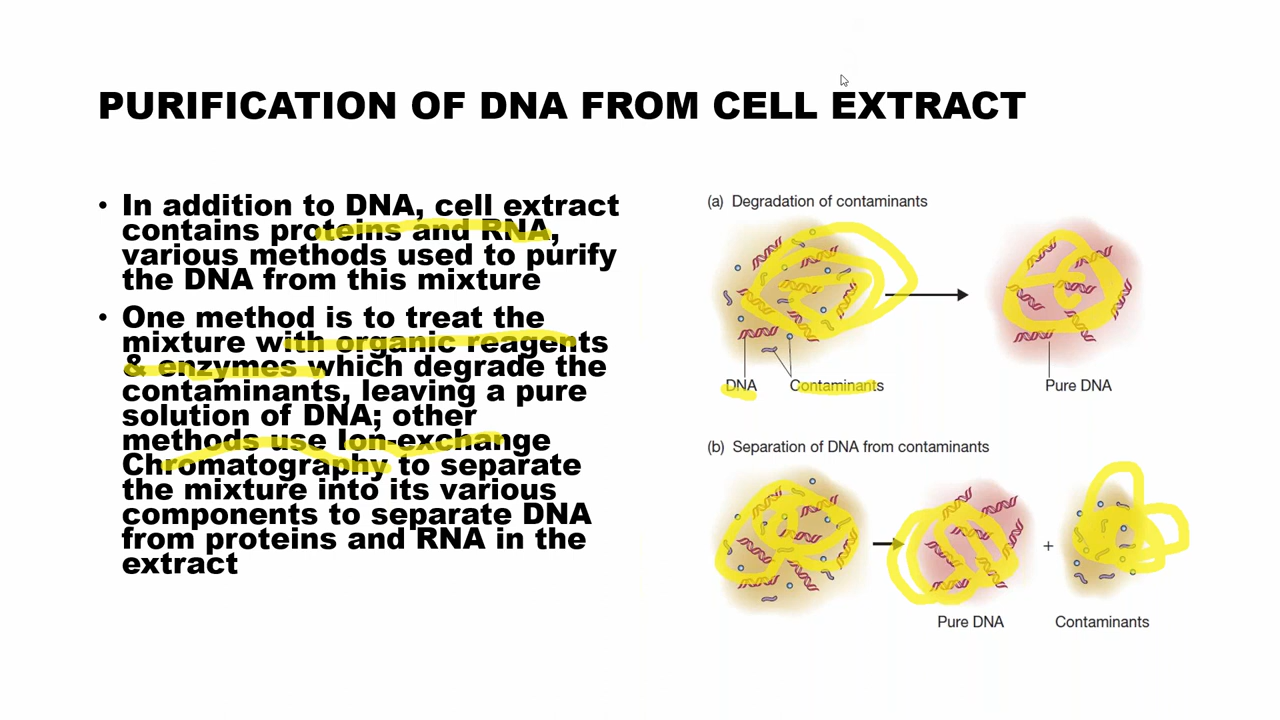 PURIFICATION OF DNA FROM CELL EXTRACT
• In addition to DNA, cell extract
contains proteins and RNA,
various methods used to purify
the DNA from this mixture
• One method is to treat the
mixture with organic reagents
& enzymes which degrade the
contaminants, leaving a pure
solution of DNA; other
methods use Ion-exchange
Chromatography to separate
the mixture into its various
components to separate DNA
from proteins and RNA in the
extract
(a) Degradation of contaminants
DNA
Contaminants
Pure DNA
(b) Separation of DNA from contaminants
+
Pure DNA
Contaminants